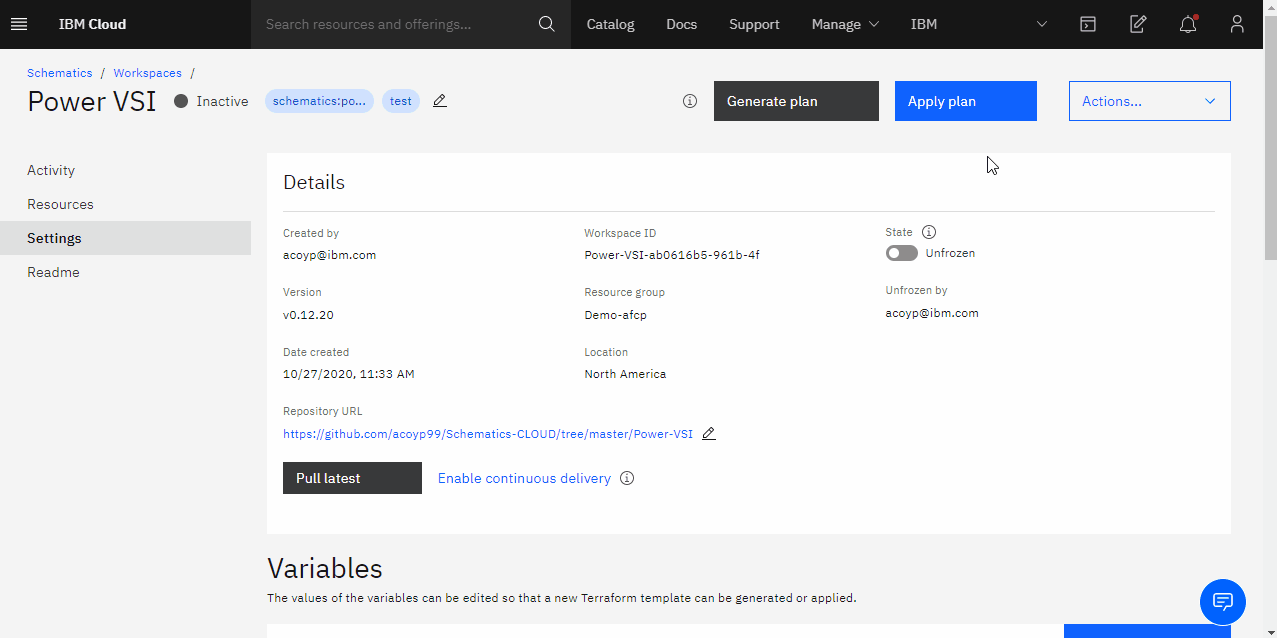 IBM Cloud
Search resources and offerings...
Catalog
Docs
Support
Manage
IBM
Schematics / Workspaces /
Power VSI
Inactive
schematics:po...
test
Generate plan
Apply plan
Actions...
Activity
Resources
Settings
Readme
Details
Created by
acoyp@ibm.com
Workspace ID
Power-VSI-ab0616b5-961b-4f
State
Unfrozen
Version
v0.12.20
Resource group
Demo-afcp
Unfrozen by
acoyp@ibm.com
Date created
10/27/2020, 11:33 AM
Location
North America
Repository URL
https://github.com/acoyp99/Schematics-CLOUD/tree/master/Power-VSI
Pull latest
Enable continuous delivery
Variables
The values of the variables can be edited so that a new Terraform template can be generated or applied.